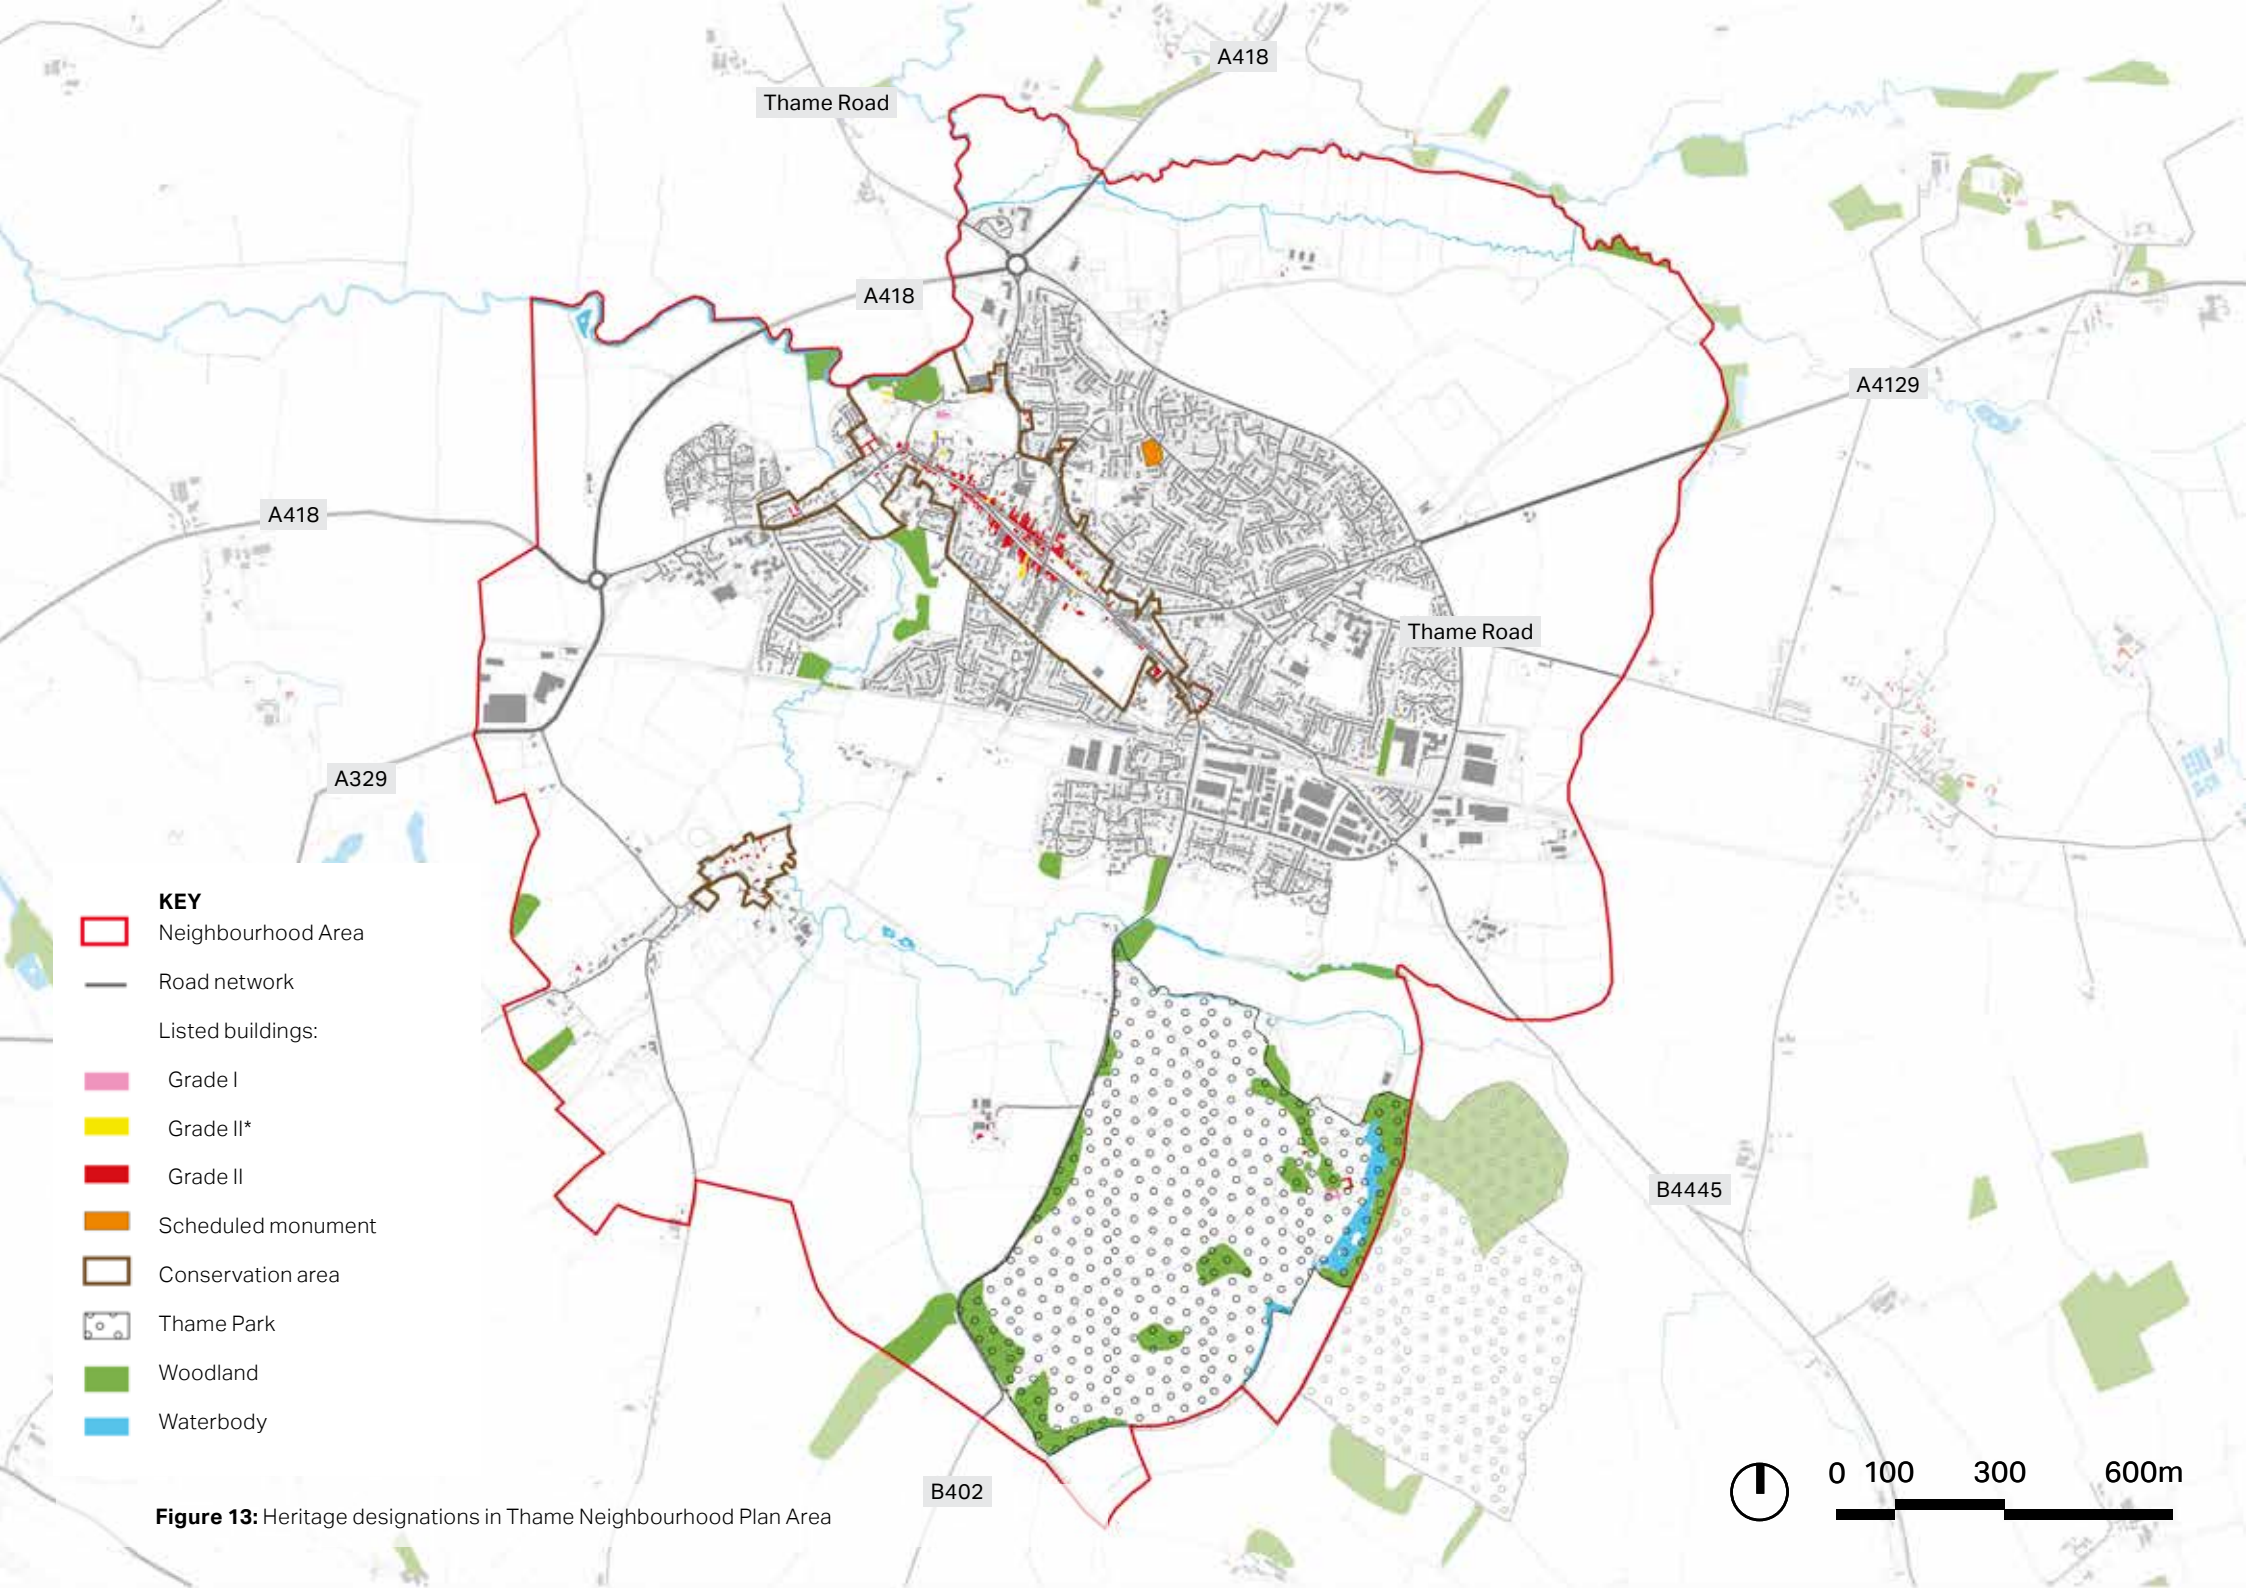 A418
Thame Road
A418
A4129
A418
Thame Road
A329
KEY
Neighbourhood Area
Road network
Listed buildings:
Grade I
Grade II*
Grade II
Scheduled monument
Conservation area
Thame Park
Woodland
Waterbody
B4445
B402
0 100 300 600m
Figure 13: Heritage designations in Thame Neighbourhood Plan Area